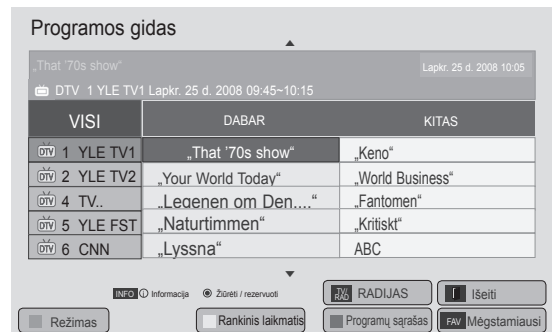 Programos gidas
„That '70s show“ Lapkr. 25 d. 2008 10:05
DTV 1 YLE TV1 Lapkr. 25 d. 2008 09:45~10:15
VISI DABAR KITAS
DTV 1 YLE TV1 „That '70s show“ „Keno“
DTV 2 YLE TV2 „Your World Today“ „World Business“
DTV 4 TV.. „Legenen om Den....“ „Fantomen“
DTV 5 YLE FST „Naturtimmen“ „Kritiskt“
DTV 6 CNN „Lyssna“ ABC
INFO i Informacija Žiūrėti / rezervuoti TV/RAD RADIJAS Išeiti
Režimas Rankinis laikmatis Programų sąrašas FAV Mėgstamiausi